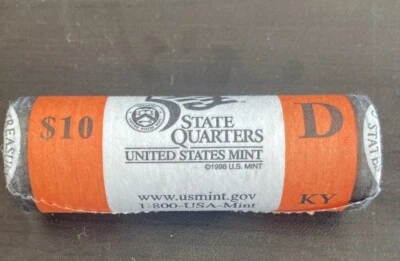 $10
STATE
QUARTERS
UNITED STATES MINT
©1998 U.S. MINT
www.usmint.gov
1-800-USA-Mint
D
KY